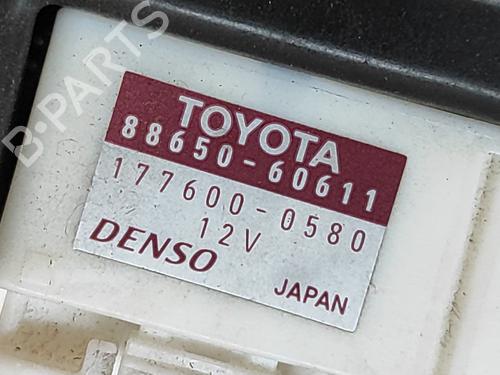 TOYOTA
88650-60611
177600-0580
12V
DENSO
JAPAN
B-Parts